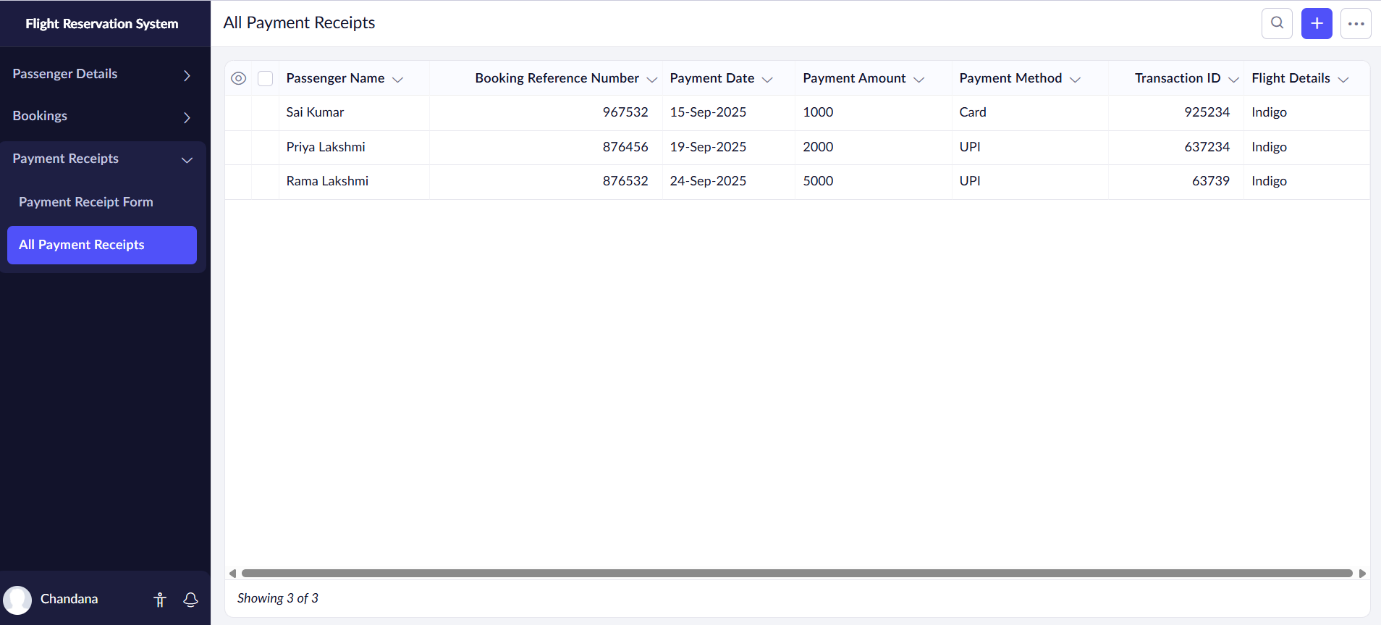 Flight Reservation System
Passenger Details
Bookings
Payment Receipts
Payment Receipt Form
All Payment Receipts
Chandana
All Payment Receipts
Passenger Name Booking Reference Number Payment Date Payment Amount Payment Method Transaction ID Flight Details
Sai Kumar 967532 15-Sep-2025 1000 Card 925234 Indigo
Priya Lakshmi 876456 19-Sep-2025 2000 UPI 637234 Indigo
Rama Lakshmi 876532 24-Sep-2025 5000 UPI 63739 Indigo
Showing 3 of 3